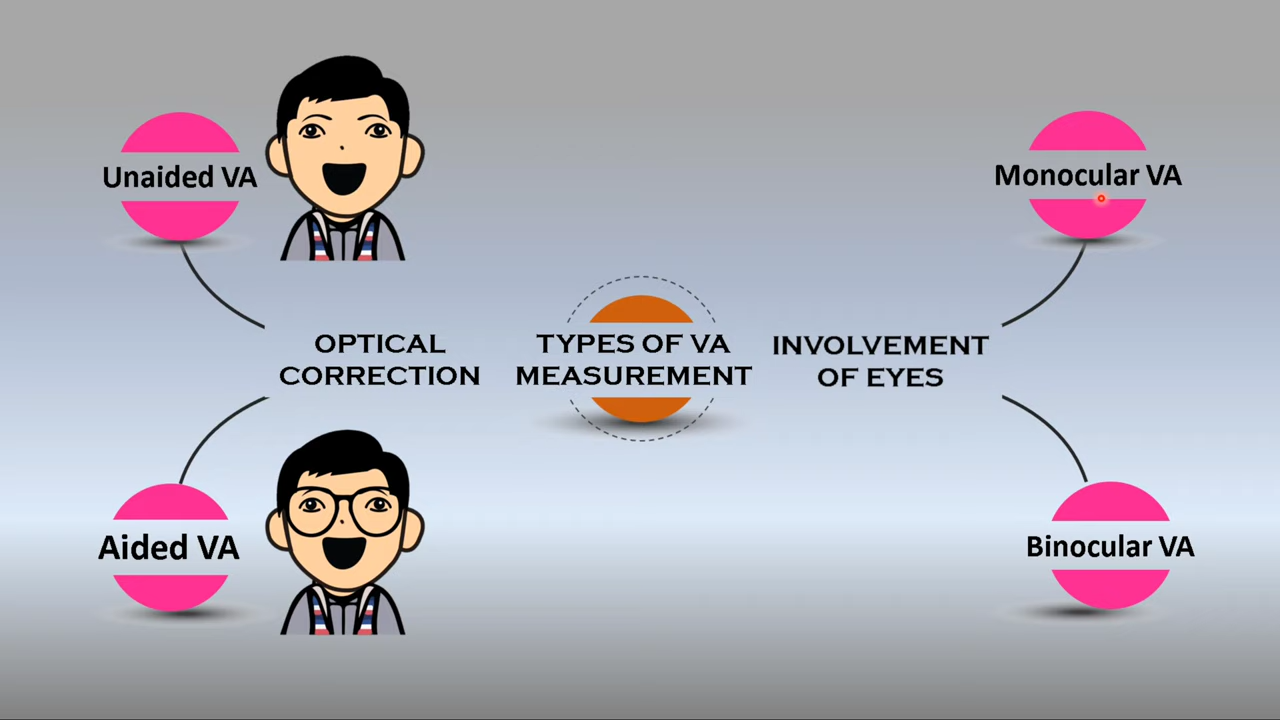 Unaided VA
Monocular VA
OPTICAL
CORRECTION
TYPES OF VA
MEASUREMENT
INVOLVEMENT
OF EYES
Aided VA
Binocular VA